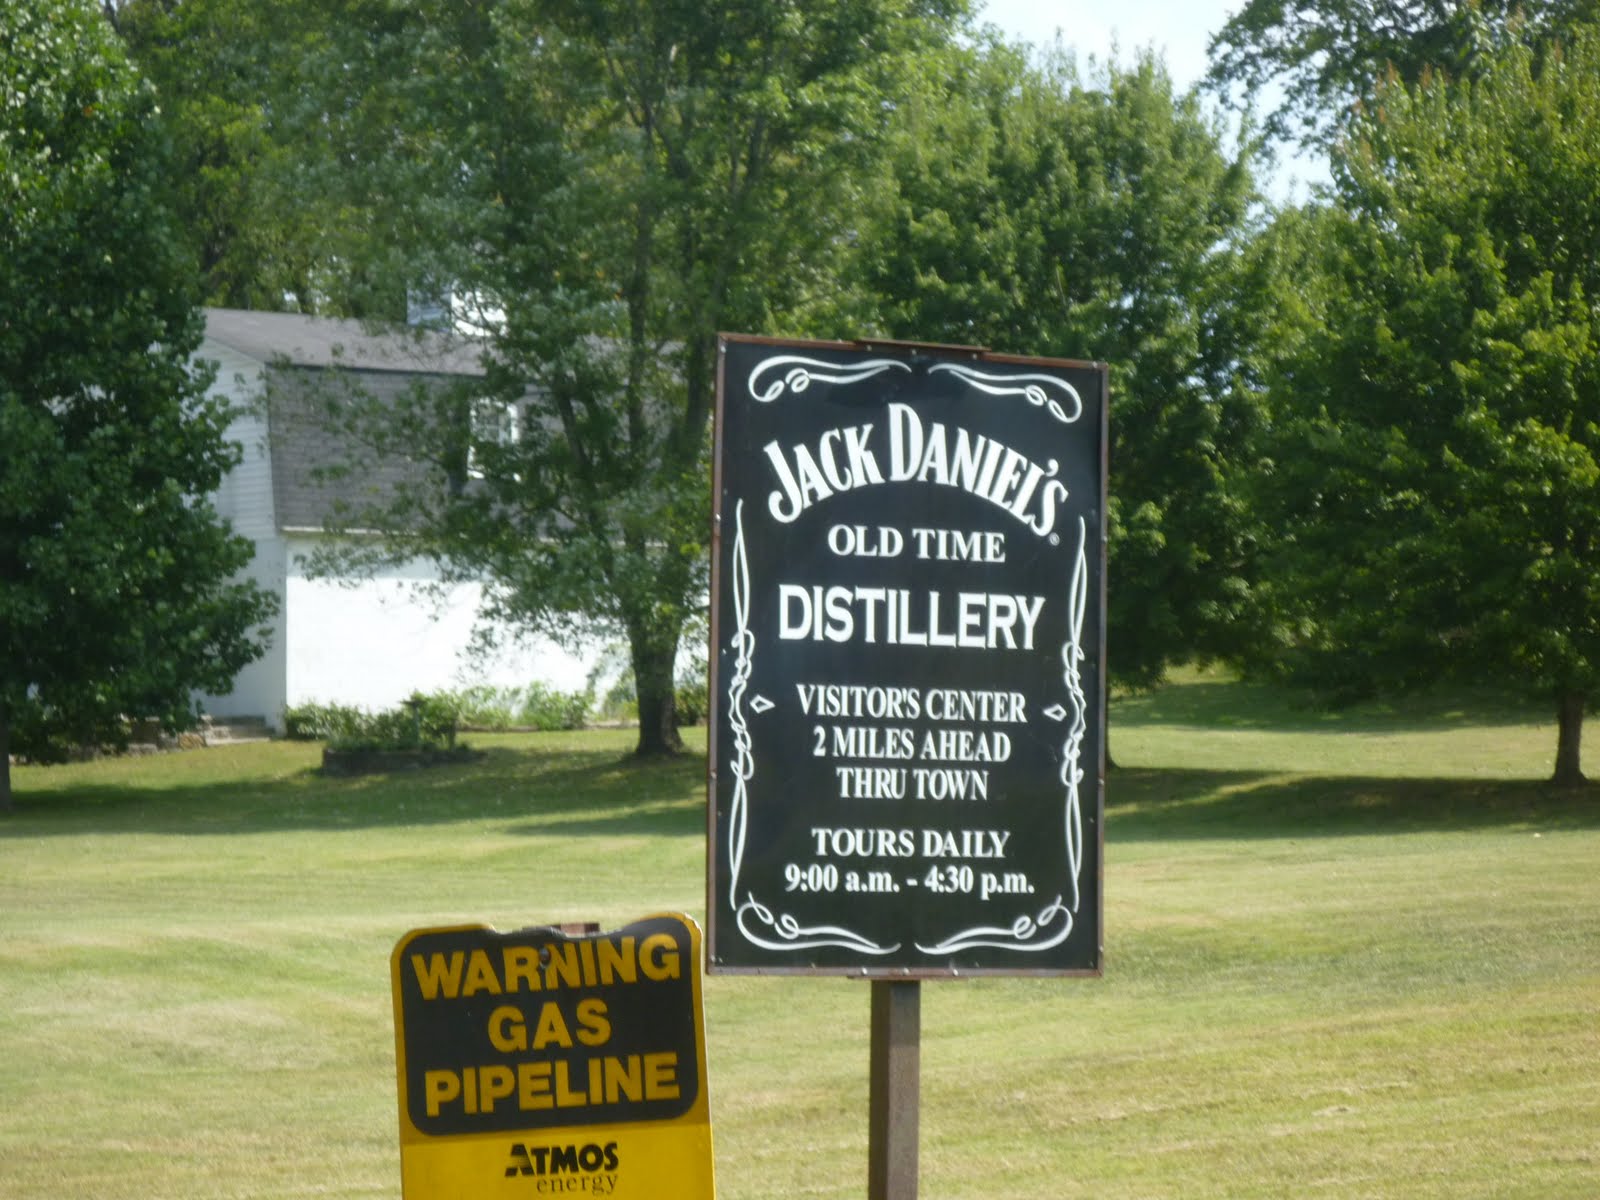 JACK DANIEL'S®
OLD TIME
DISTILLERY
VISITOR'S CENTER
2 MILES AHEAD
THRU TOWN
TOURS DAILY
9:00 a.m. - 4:30 p.m.
WARNING
GAS
PIPELINE
ATMOS
energy